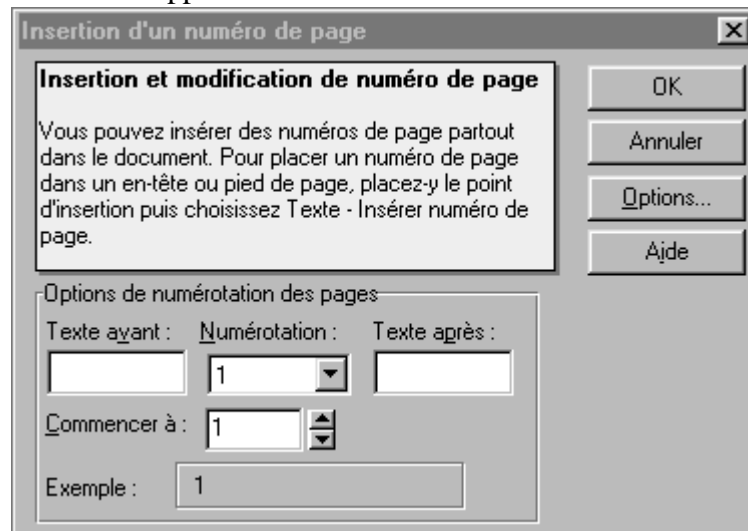 Insertion d'un numéro de page
Insertion et modification de numéro de page
Vous pouvez insérer des numéros de page partout
dans le document. Pour placer un numéro de page
dans un en-tête ou pied de page, placez-y le point
d'insertion puis choisissez Texte - Insérer numéro de
page.
OK
Annuler
Options...
Aide
Options de numérotation des pages
Texte avant : Numérotation : Texte après :
1
Commencer à : 1
Exemple : 1